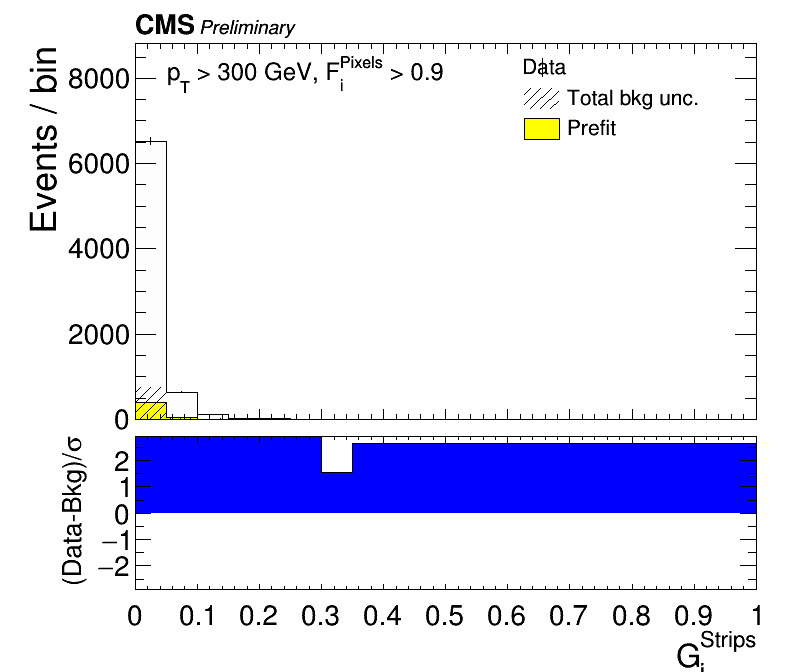 CMS Preliminary
p_T > 300 GeV, F_i^Pixels > 0.9
Data
Total bkg unc.
Prefit
Events / bin
8000
6000
4000
2000
0
(Data-Bkg)/σ
2
1
0
−1
−2
0 0.1 0.2 0.3 0.4 0.5 0.6 0.7 0.8 0.9 1
G_i^Strips